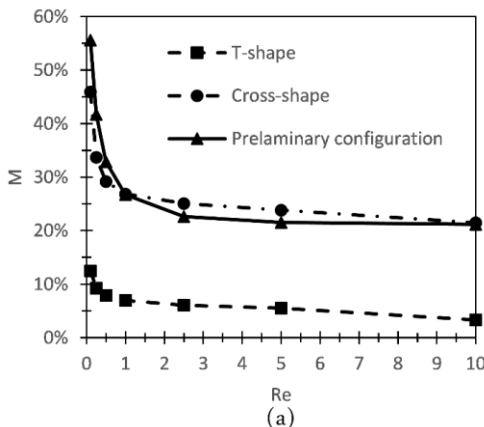 60%
T-shape
50%
Cross-shape
40%
Prelaminary configuration
M
30%
20%
10%
0%
0 1 2 3 4 5 6 7 8 9 10
Re
(a)